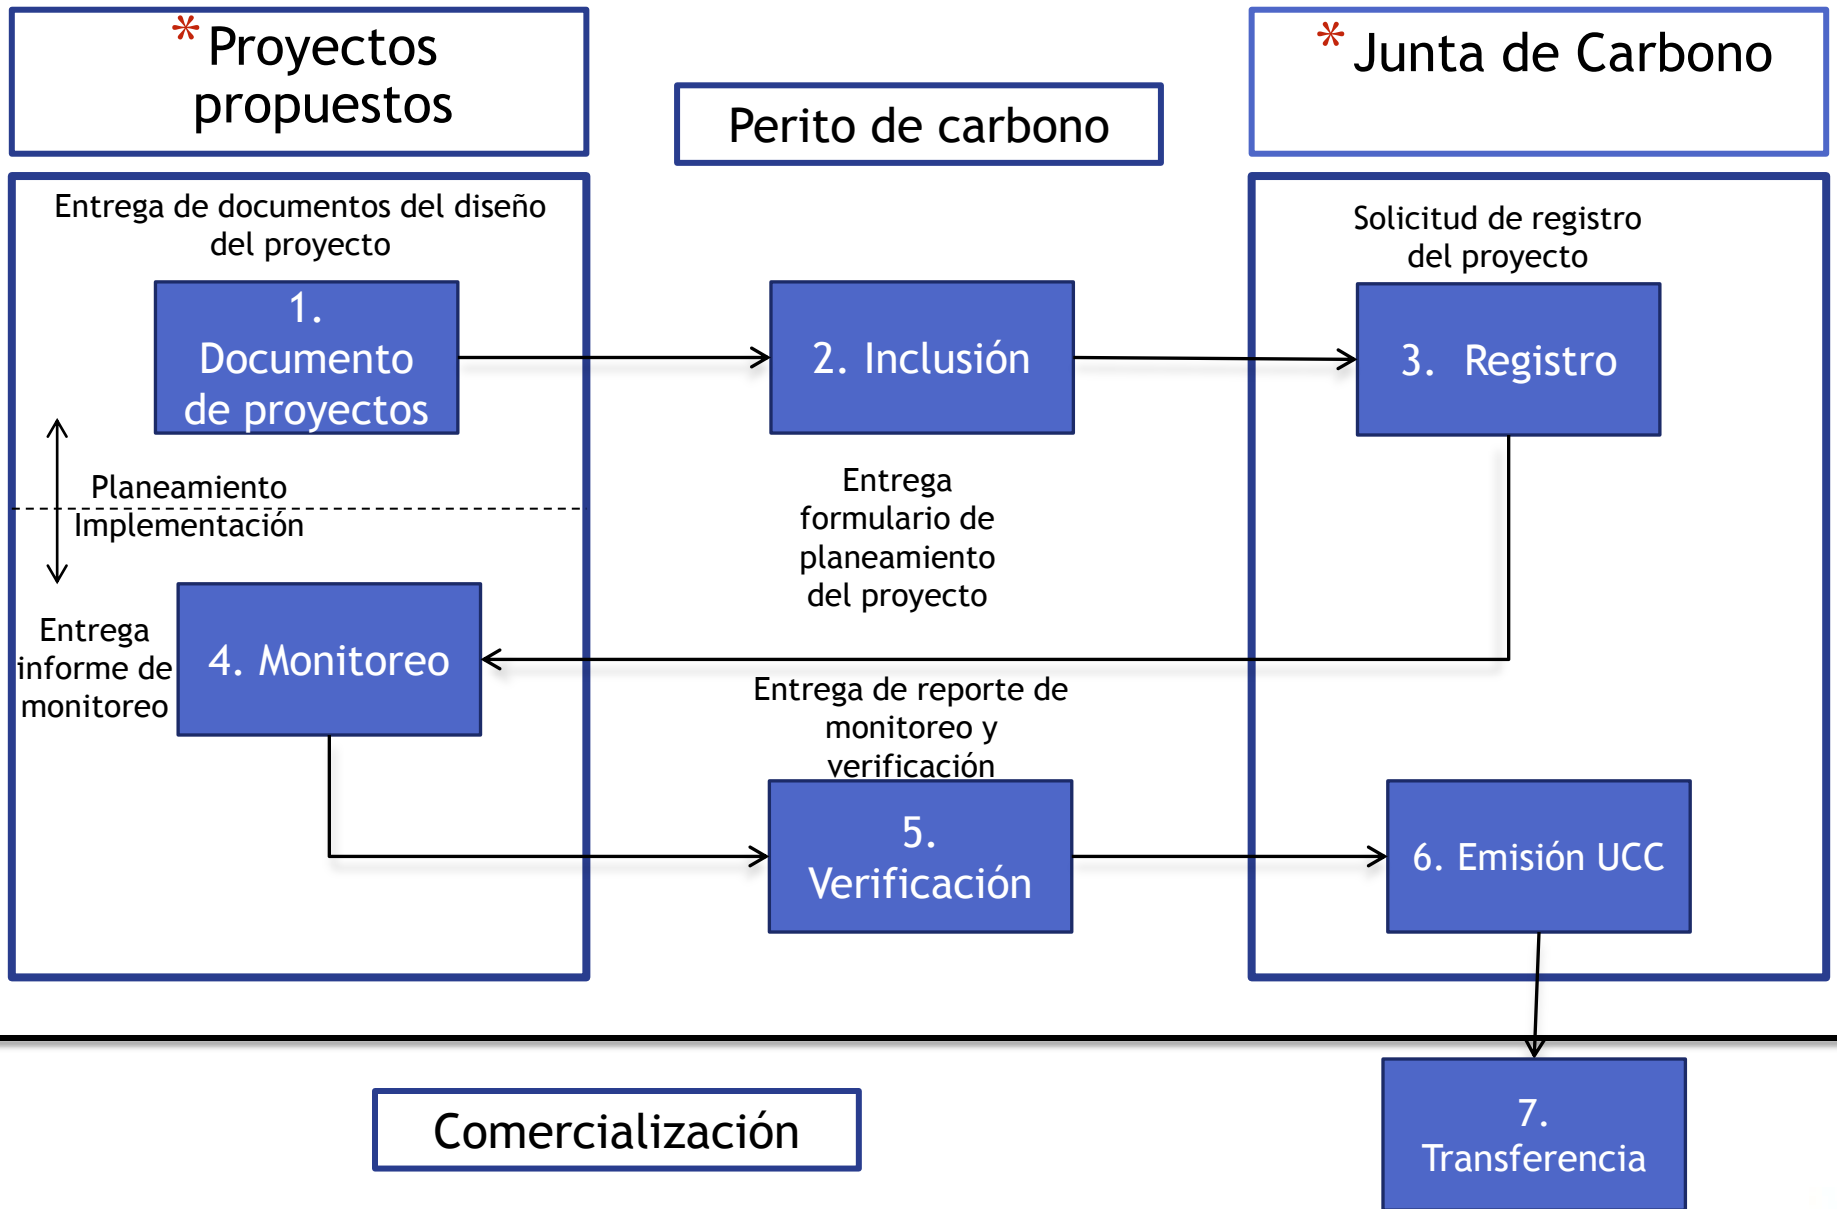 * Proyectos
propuestos
Perito de carbono
* Junta de Carbono
Entrega de documentos del diseño
del proyecto
Solicitud de registro
del proyecto
1.
Documento
de proyectos
2. Inclusión
3. Registro
Planeamiento
Implementación
Entrega
formulario de
planeamiento
del proyecto
Entrega
informe de
monitoreo
4. Monitoreo
Entrega de reporte de
monitoreo y
verificación
5.
Verificación
6. Emisión UCC
Comercialización
7.
Transferencia